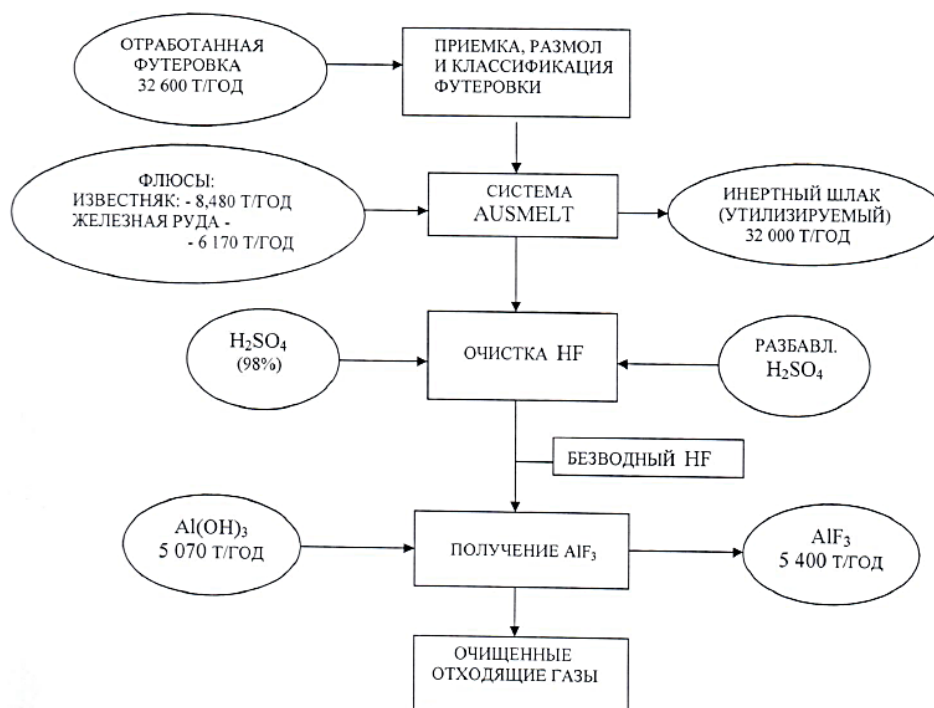 ОТРАБОТАННАЯ
ФУТЕРОВКА
32 600 Т/ГОД
ПРИЕМКА, РАЗМОЛ
И КЛАССИФИКАЦИЯ
ФУТЕРОВКИ
ФЛЮСЫ:
ИЗВЕСТНЯК: - 8,480 Т/ГОД
ЖЕЛЕЗНАЯ РУДА -
- 6 170 Т/ГОД
СИСТЕМА
AUSMELT
ИНЕРТНЫЙ ШЛАК
(УТИЛИЗИРУЕМЫЙ)
32 000 Т/ГОД
H₂SO₄
(98%)
ОЧИСТКА HF
РАЗБАВЛ.
H₂SO₄
БЕЗВОДНЫЙ HF
Al(OH)₃
5 070 Т/ГОД
ПОЛУЧЕНИЕ AlF₃
AlF₃
5 400 Т/ГОД
ОЧИЩЕННЫЕ
ОТХОДЯЩИЕ ГАЗЫ